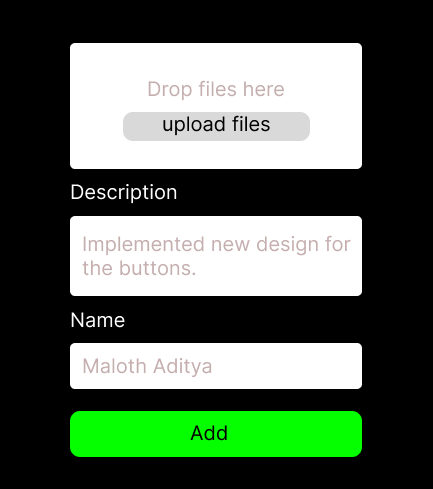 Drop files here
upload files
Description
Implemented new design for
the buttons.
Name
Maloth Aditya
Add